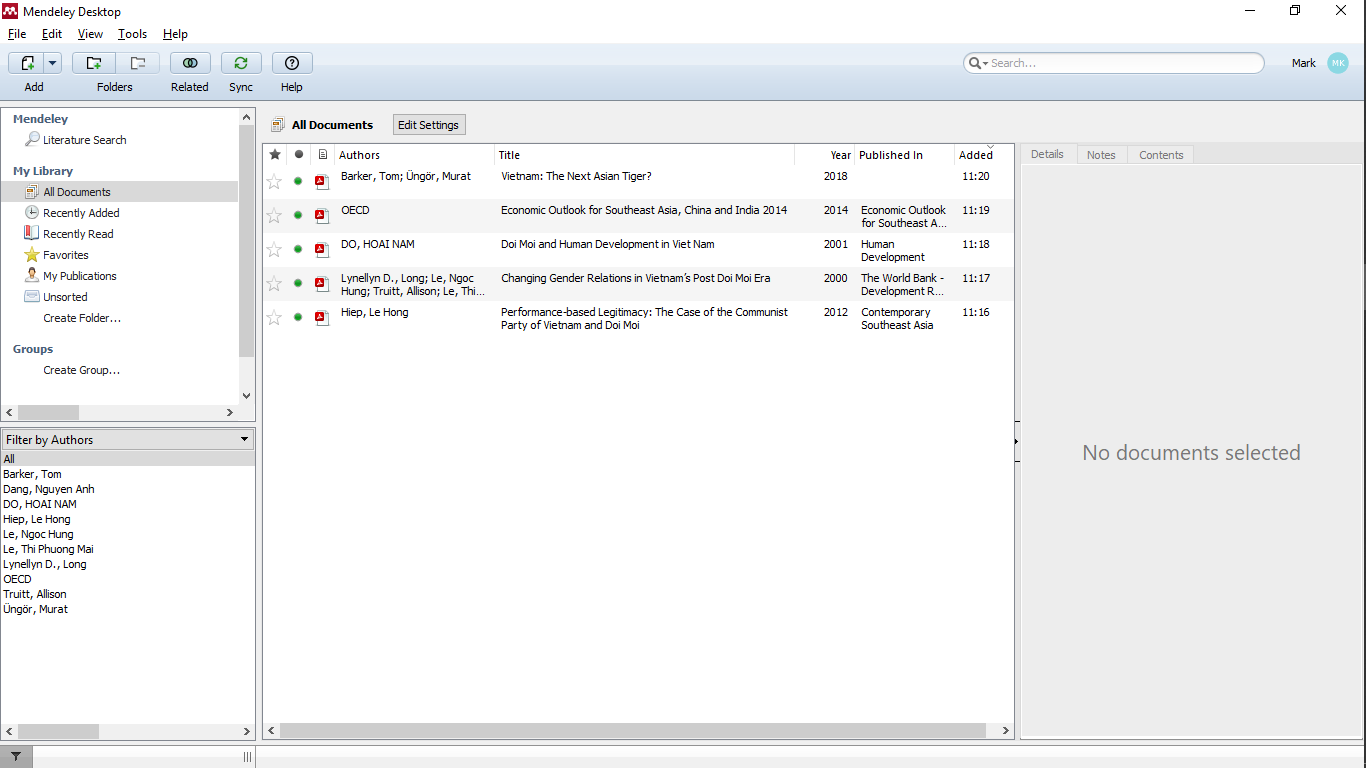 Mendeley Desktop
File Edit View Tools Help
Add Folders Related Sync Help
Search...
Mark MK
Mendeley
Literature Search
My Library
All Documents
Recently Added
Recently Read
Favorites
My Publications
Unsorted
Create Folder...
Groups
Create Group...
Filter by Authors
All
Barker, Tom
Dang, Nguyen Anh
DO, HOAI NAM
Hiep, Le Hong
Le, Ngoc Hung
Le, Thi Phuong Mai
Lynellyn D., Long
OECD
Truitt, Allison
Üngör, Murat
All Documents Edit Settings
Authors Title Year Published In Added
Barker, Tom; Üngör, Murat Vietnam: The Next Asian Tiger? 2018 11:20
OECD Economic Outlook for Southeast Asia, China and India 2014 2014 Economic Outlook 11:19
for Southeast A...
DO, HOAI NAM Doi Moi and Human Development in Viet Nam 2001 Human 11:18
Development
Lynellyn D., Long; Le, Ngoc Changing Gender Relations in Vietnam's Post Doi Moi Era 2000 The World Bank - 11:17
Hung; Truitt, Allison; Le, Thi... Development R...
Hiep, Le Hong Performance-based Legitimacy: The Case of the Communist 2012 Contemporary 11:16
Party of Vietnam and Doi Moi Southeast Asia
Details Notes Contents
No documents selected